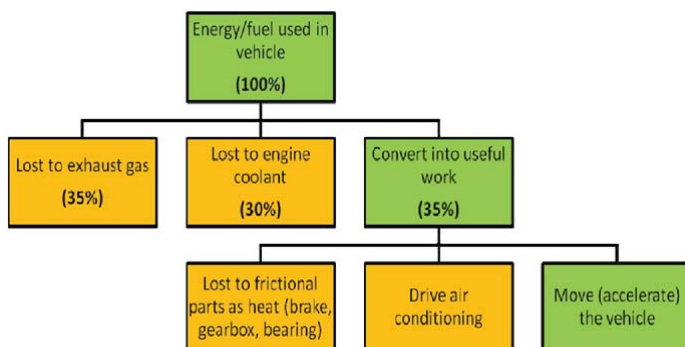 Energy/fuel used in
vehicle
(100%)
Lost to exhaust gas
(35%)
Lost to engine
coolant
(30%)
Convert into useful
work
(35%)
Lost to frictional
parts as heat (brake,
gearbox, bearing)
Drive air
conditioning
Move (accelerate)
the vehicle